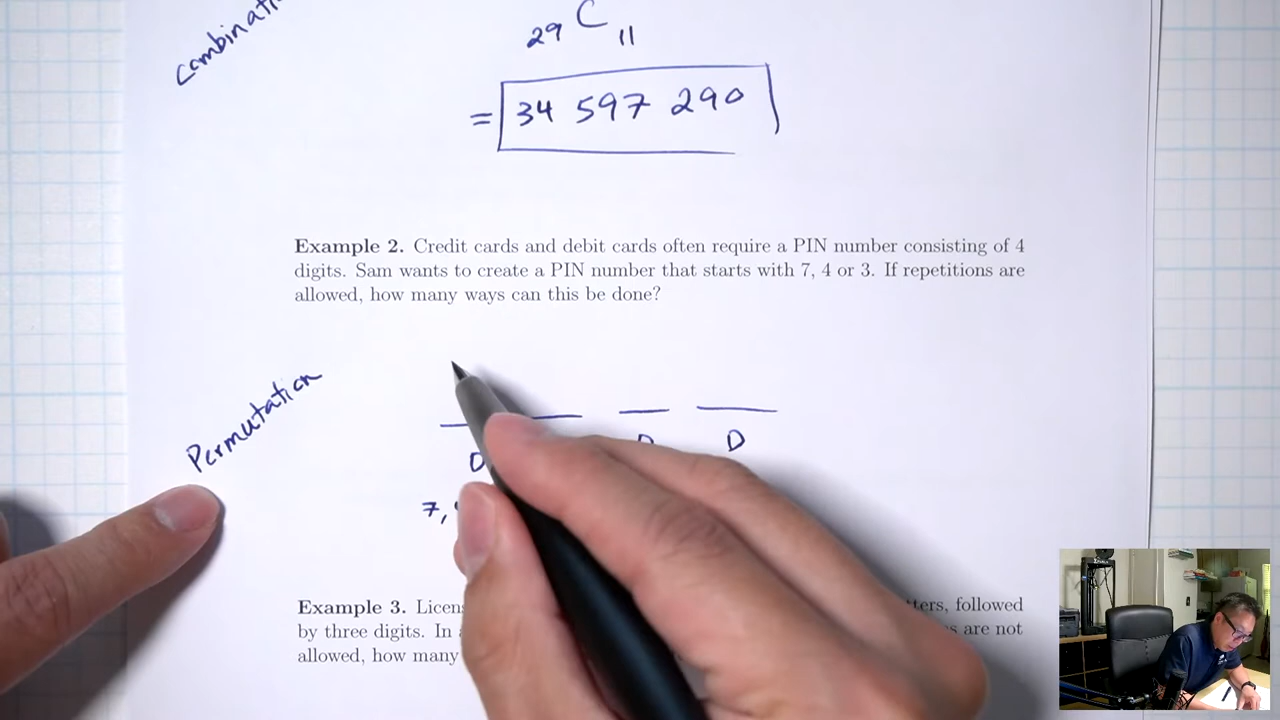 29 C 11
= 34 597 290
Example 2. Credit cards and debit cards often require a PIN number consisting of 4
digits. Sam wants to create a PIN number that starts with 7, 4 or 3. If repetitions are
allowed, how many ways can this be done?
Permutation
D
7,
Example 3.
by three digits. In
allowed, how many
followed
are not